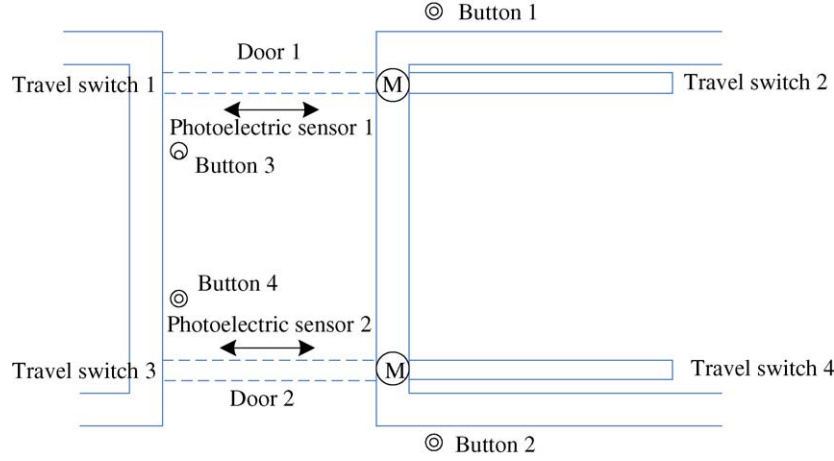 Button 1
Door 1
Travel switch 1
M
Travel switch 2
Photoelectric sensor 1
Button 3
Button 4
Photoelectric sensor 2
Travel switch 3
M
Travel switch 4
Door 2
Button 2